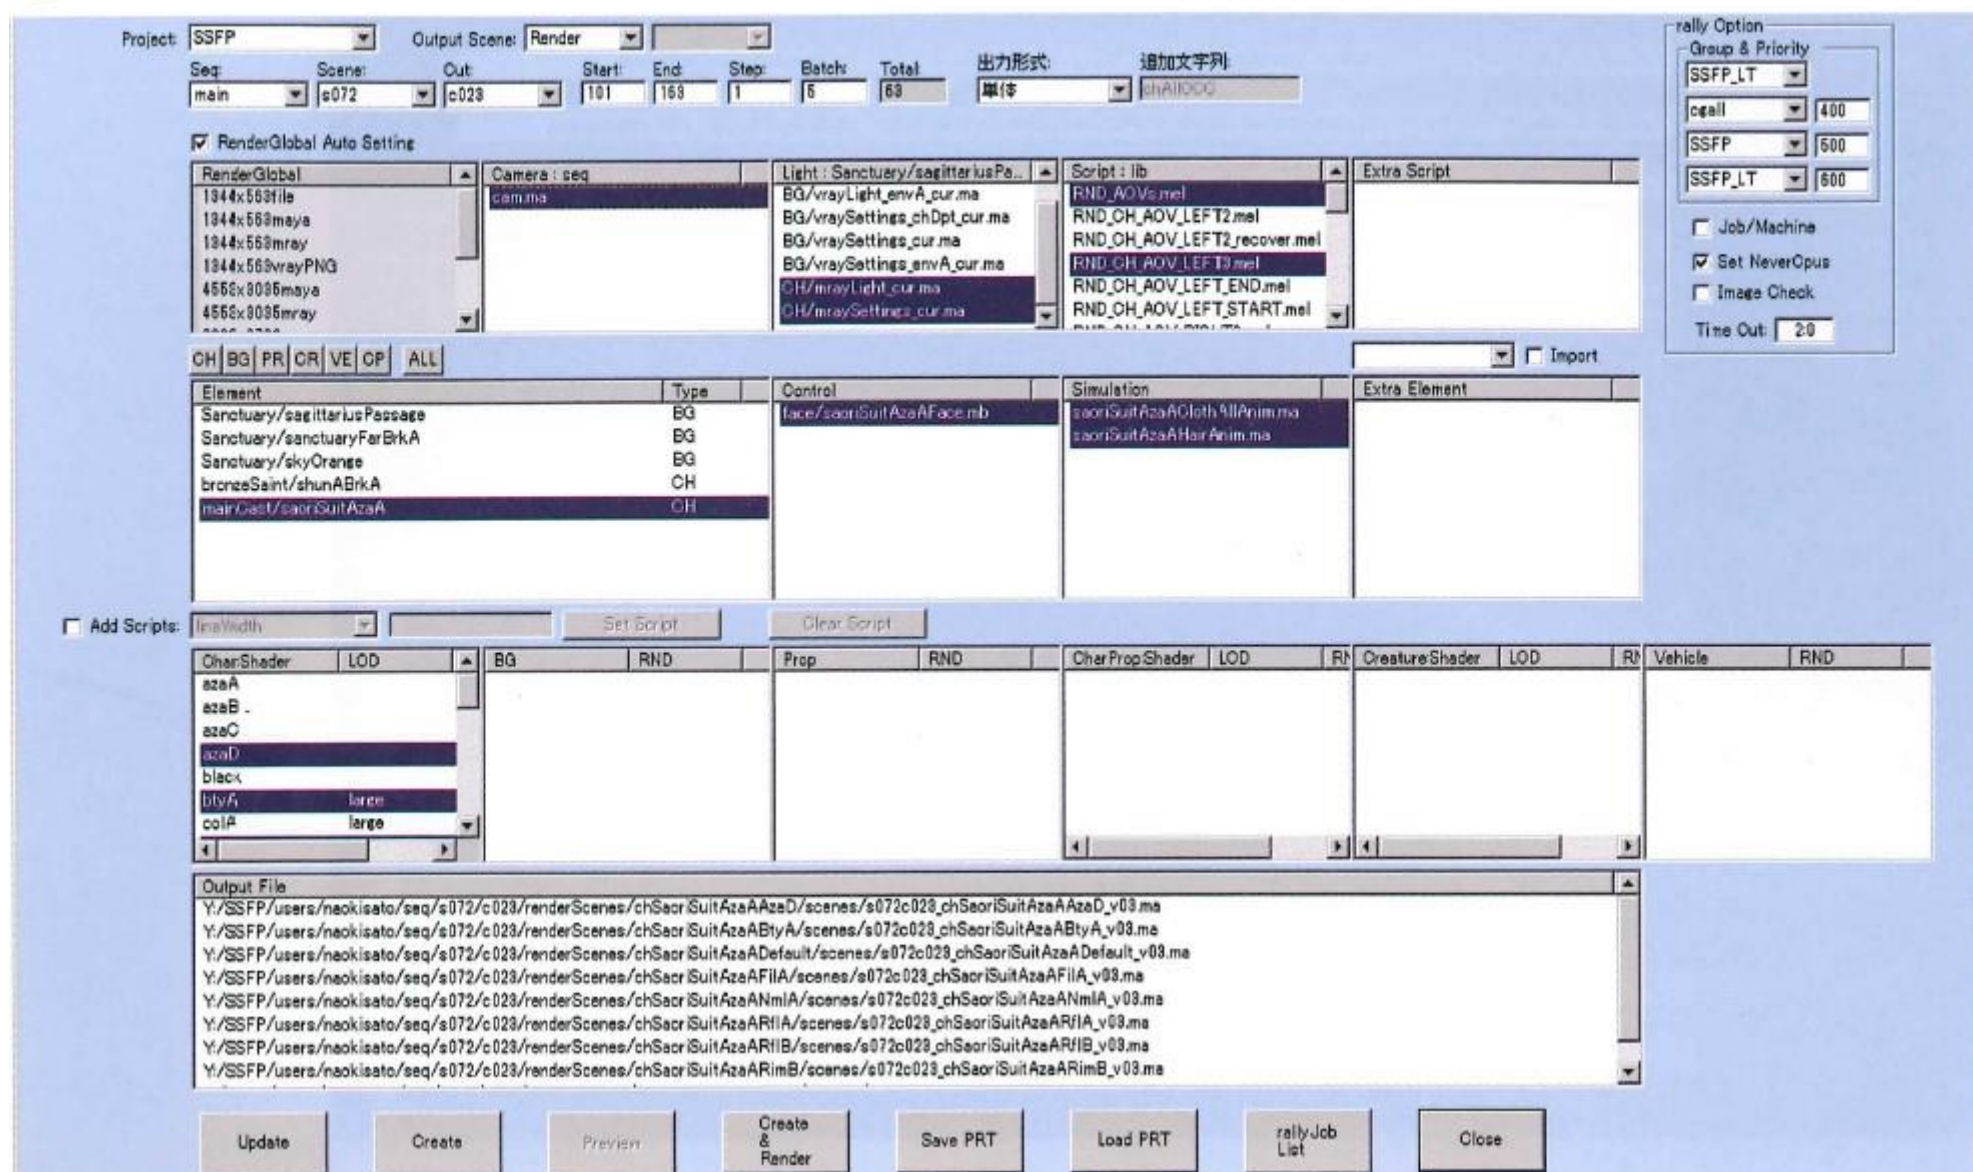 Project: SSFP Output Scene: Render
Seq: Scene: Cut: Start: End: Step: Batch: Total: 出力形式: 追加文字列:
main s072 c023 101 163 1 5 63 単体 chAllOCC
rally Option
Group & Priority
SSFP_LT
cgall 400
SSFP 500
SSFP_LT 600
Job/Machine
Set NeverOpus
Image Check
Time Out: 2:0
RenderGlobal Auto Setting
RenderGlobal
1344x563file
1344x563maya
1344x563mray
1344x563vrayPNG
4553x3035maya
4553x3035mray
Camera : seq
cam.ma
Light : Sanctuary/sagittariusPa...
BG/vrayLight_envA_cur.ma
BG/vraySettings_chDpt_cur.ma
BG/vraySettings_cur.ma
BG/vraySettings_envA_cur.ma
CH/mrayLight_cur.ma
CH/mraySettings_cur.ma
Script : lib
RND_AOVs.mel
RND_CH_AOV_LEFT2.mel
RND_CH_AOV_LEFT2_recover.mel
RND_CH_AOV_LEFT3.mel
RND_CH_AOV_LEFT_END.mel
RND_CH_AOV_LEFT_START.mel
Extra Script
CH BG PR CR VE CP ALL
Import
Element Type
Sanctuary/sagittariusPassage BG
Sanctuary/sanctuaryFarBrkA BG
Sanctuary/skyOrange BG
bronzeSaint/shunABrkA CH
mainCast/saoriSuitAzaA CH
Control
face/saoriSuitAzaAFace.mb
Simulation
saoriSuitAzaAClothAllAnim.ma
saoriSuitAzaAHairAnim.ma
Extra Element
Add Scripts: lineWidth Set Script Clear Script
CharShader LOD
azaA
azaB
azaC
azaD
black
btyA large
colA large
BG RND
Prop RND
CharPropShader LOD RN
CreatureShader LOD RN
Vehicle RND
Output File
Y:/SSFP/users/naokisato/seq/s072/c023/renderScenes/chSaoriSuitAzaAAzaD/scenes/s072c023_chSaoriSuitAzaAAzaD_v03.ma
Y:/SSFP/users/naokisato/seq/s072/c023/renderScenes/chSaoriSuitAzaABtyA/scenes/s072c023_chSaoriSuitAzaABtyA_v03.ma
Y:/SSFP/users/naokisato/seq/s072/c023/renderScenes/chSaoriSuitAzaADefault/scenes/s072c023_chSaoriSuitAzaADefault_v03.ma
Y:/SSFP/users/naokisato/seq/s072/c023/renderScenes/chSaoriSuitAzaAFilA/scenes/s072c023_chSaoriSuitAzaAFilA_v03.ma
Y:/SSFP/users/naokisato/seq/s072/c023/renderScenes/chSaoriSuitAzaANmlA/scenes/s072c023_chSaoriSuitAzaANmlA_v03.ma
Y:/SSFP/users/naokisato/seq/s072/c023/renderScenes/chSaoriSuitAzaARflA/scenes/s072c023_chSaoriSuitAzaARflA_v03.ma
Y:/SSFP/users/naokisato/seq/s072/c023/renderScenes/chSaoriSuitAzaARflB/scenes/s072c023_chSaoriSuitAzaARflB_v03.ma
Y:/SSFP/users/naokisato/seq/s072/c023/renderScenes/chSaoriSuitAzaARimB/scenes/s072c023_chSaoriSuitAzaARimB_v03.ma
Update
Create
Preview
Create
&
Render
Save PRT
Load PRT
rallyJob
List
Close